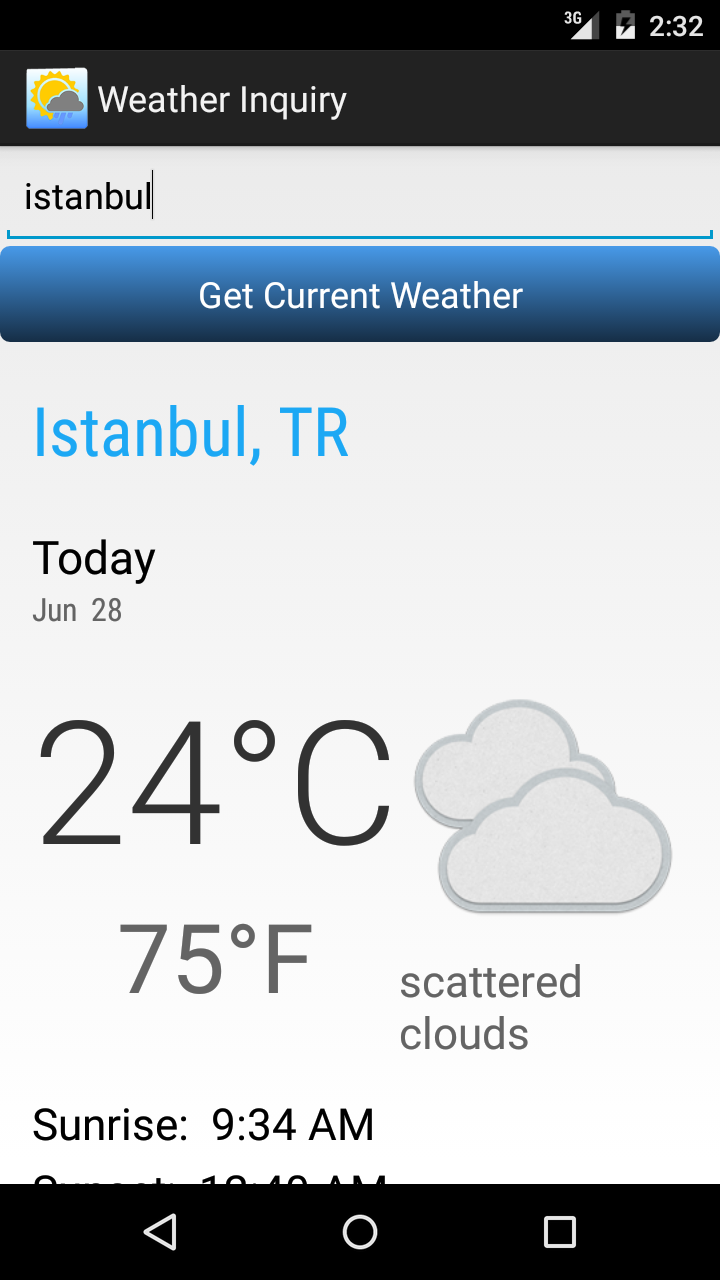 3G 2:32
Weather Inquiry
istanbul
Get Current Weather
Istanbul, TR
Today
Jun 28
24°C
75°F
scattered
clouds
Sunrise: 9:34 AM